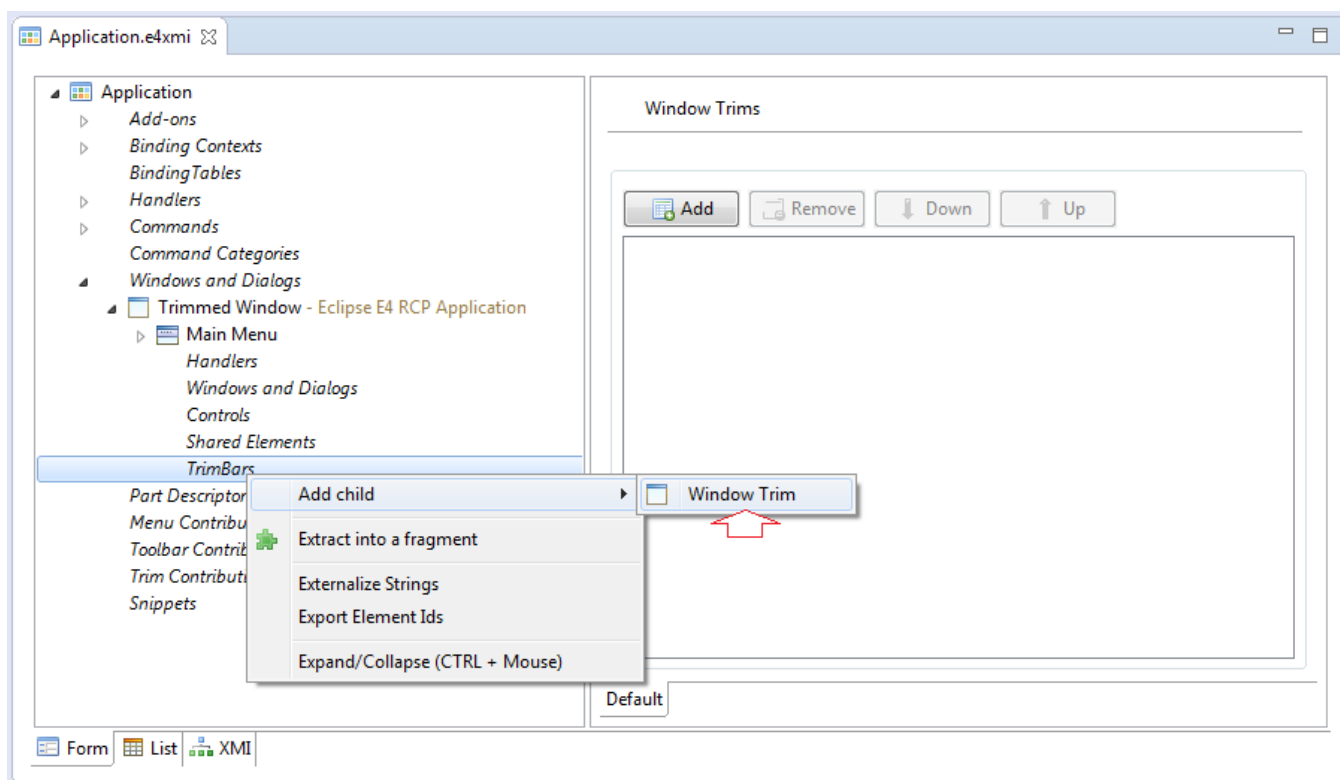 Application.e4xmi
Application
Add-ons
Binding Contexts
BindingTables
Handlers
Commands
Command Categories
Windows and Dialogs
Trimmed Window - Eclipse E4 RCP Application
Main Menu
Handlers
Windows and Dialogs
Controls
Shared Elements
TrimBars
Part Descriptor
Menu Contribu
Toolbar Contrib
Trim Contributi
Snippets
Add child
Extract into a fragment
Externalize Strings
Export Element Ids
Expand/Collapse (CTRL + Mouse)
Window Trim
Window Trims
Add Remove Down Up
Default
Form List XMI